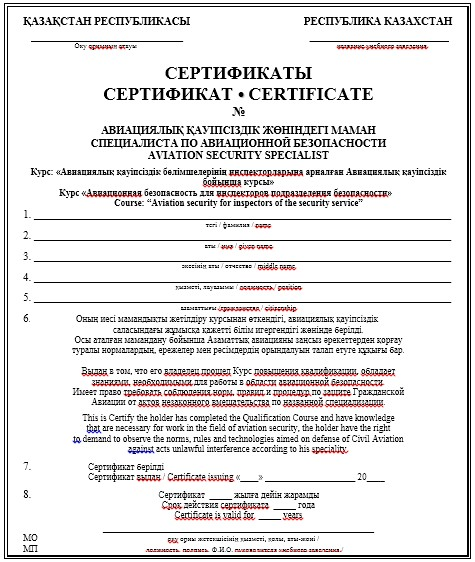 ҚАЗАҚСТАН РЕСПУБЛИКАСЫ РЕСПУБЛИКА КАЗАХСТАН
Оқу орнының атауы название учебного заведения
СЕРТИФИКАТЫ
СЕРТИФИКАТ • CERTIFICATE
№
АВИАЦИЯЛЫҚ ҚАУІПСІЗДІК ЖӨНІНДЕГІ МАМАН
СПЕЦИАЛИСТА ПО АВИАЦИОННОЙ БЕЗОПАСНОСТИ
AVIATION SECURITY SPECIALIST
Курс: «Авиациялық қауіпсіздік бөлімшелерінің инспекторларына арналған Авиациялық қауіпсіздік
бойынша курсы»
Курс «Авиационная безопасность для инспекторов подразделения безопасности»
Course: “Aviation security for inspectors of the security service”
1.
тегі / фамилия / name
2.
аты / имя / given name
3.
әкесінің аты / отчество / middle name
4.
қызметі, лауазымы / должность / position
5.
азаматтығы /гражданство / citizenship
6. Оның иесі мамандықты жетілдіру курсынан өткендігі, авиациялық қауіпсіздік
саласындағы жұмысқа қажетті білім игергендігі жөнінде берілді.
Осы аталған мамандану бойынша Азаматтық авиацияны заңсыз әрекеттерден қорғау
туралы нормалардың, ережелер мен рәсімдердің орындалуын талап етуге құқығы бар.
Выдан в том, что его владелец прошел Курс повышения квалификации, обладает
знаниями, необходимыми для работы в области авиационной безопасности.
Имеет право требовать соблюдения норм, правил и процедур по защите Гражданской
Авиации от актов незаконного вмешательства по названной специализации.
This is Certify the holder has completed the Qualification Course and have knowledge
that are necessary for work in the field of aviation security, the holder have the right
to demand to observe the norms, rules and technologies aimed on defense of Civil Aviation
against acts unlawful interference according to his speciality.
7. Сертификат берілді
Сертификат выдан / Certificate issuing «____» ____________________ 20____
8. Сертификат _____ жылға дейін жарамды
Срок действия сертификата _____ года
Certificate is valid for _____ years
МО оқу орны жетекшісінің қызметі, қолы, аты-жөні /
МП должность, подпись, Ф.И.О. руководителя учебного заведения /